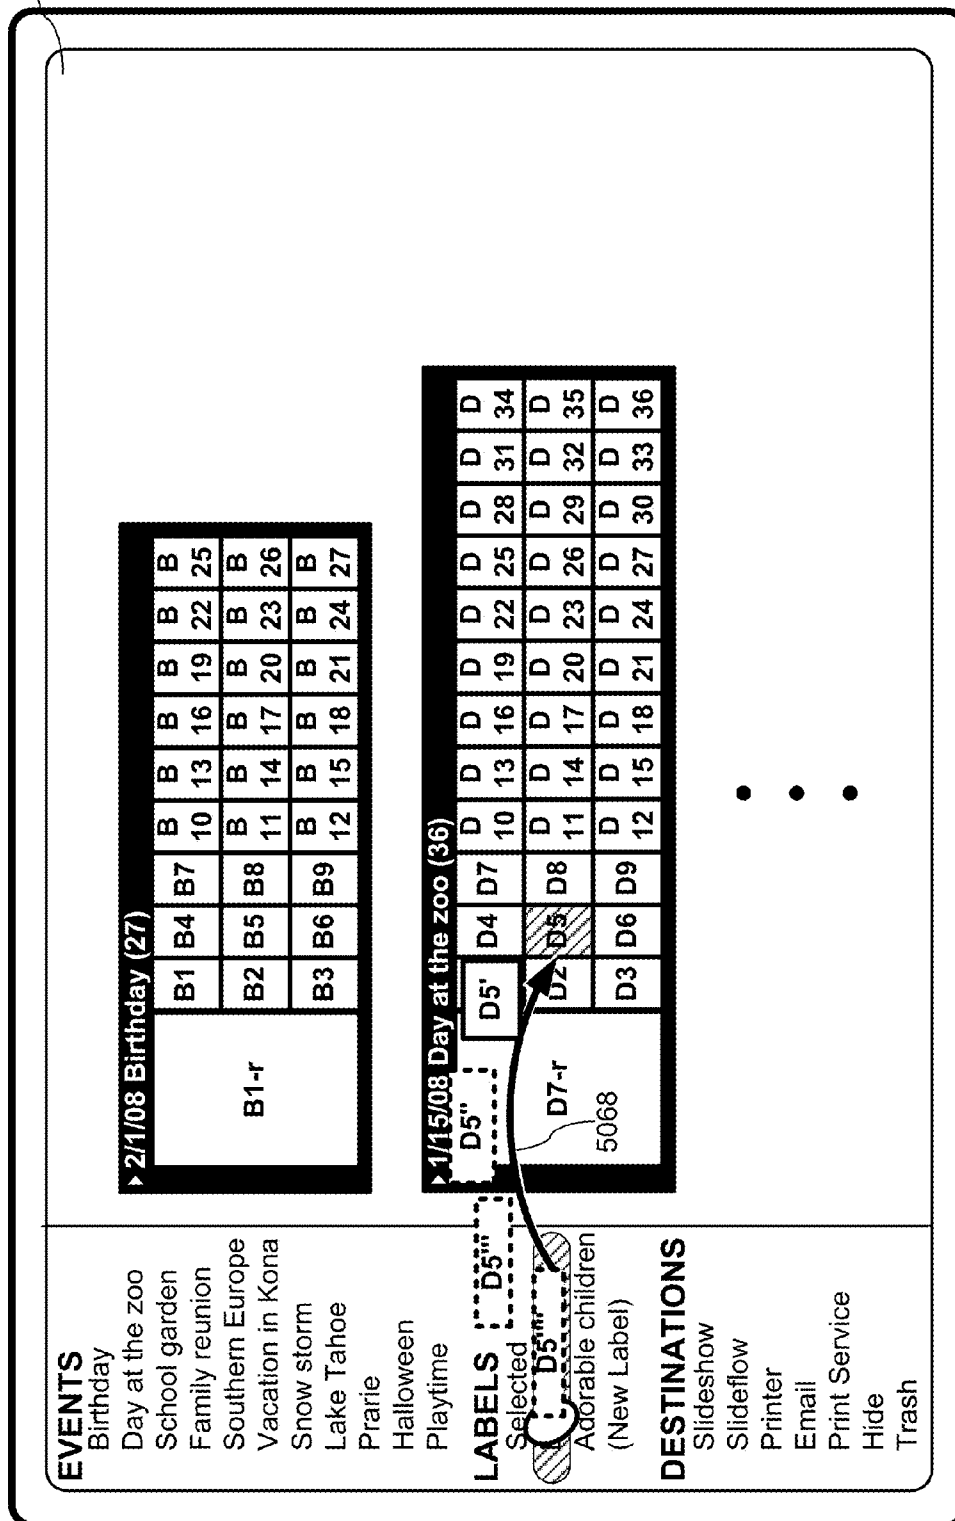 EVENTS
Birthday
Day at the zoo
School garden
Family reunion
Southern Europe
Vacation in Kona
Snow storm
Lake Tahoe
Prarie
Halloween
Playtime
LABELS
Selected
Adorable children
(New Label)
DESTINATIONS
Slideshow
Slideflow
Printer
Email
Print Service
Hide
Trash
2/1/08 Birthday (27)
B1-r
B1 B4 B7 B 10 B 13 B 16 B 19 B 22 B 25
B2 B5 B8 B 11 B 14 B 17 B 20 B 23 B 26
B3 B6 B9 B 12 B 15 B 18 B 21 B 24 B 27
1/15/08 Day at the zoo (36)
D7-r
D4 D7 D 10 D 13 D 16 D 19 D 22 D 25 D 28 D 31 D 34
D2 D5 D8 D 11 D 14 D 17 D 20 D 23 D 26 D 29 D 32 D 35
D3 D6 D9 D 12 D 15 D 18 D 21 D 24 D 27 D 30 D 33 D 36
D5'
D5''
D5'''
D5''''
5068